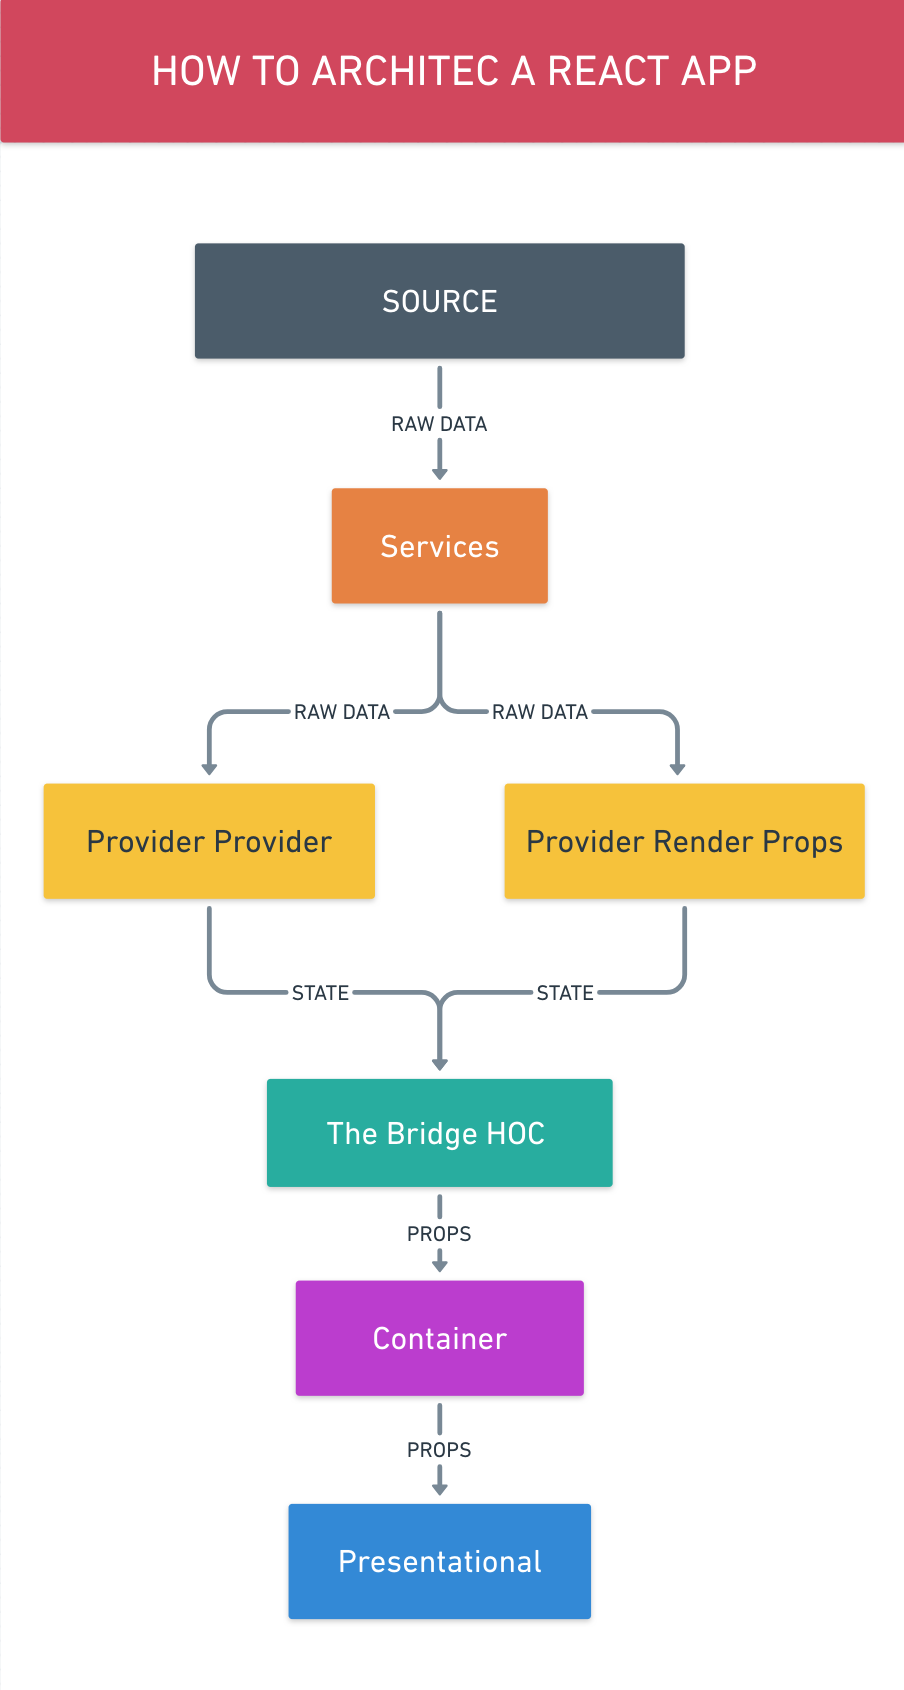 HOW TO ARCHITEC A REACT APP
SOURCE
RAW DATA
Services
RAW DATA
RAW DATA
Provider Provider
Provider Render Props
STATE
STATE
The Bridge HOC
PROPS
Container
PROPS
Presentational